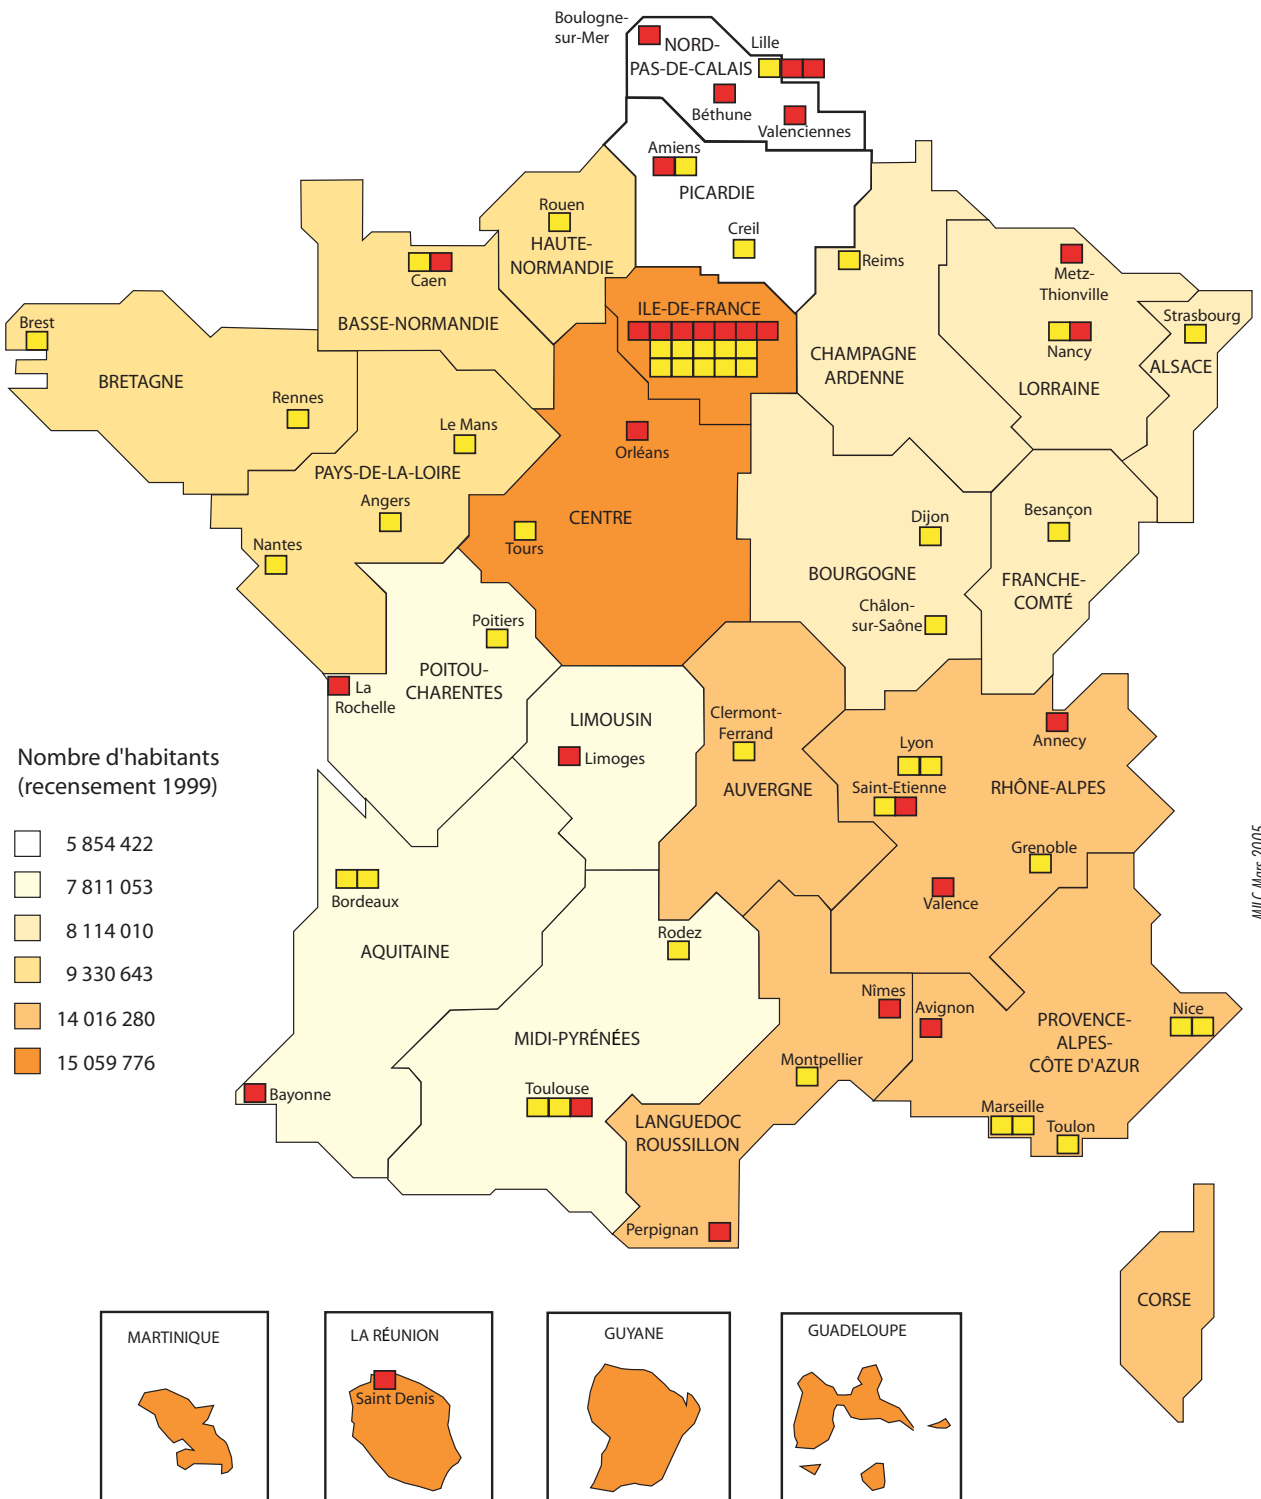 Boulogne-
sur-Mer
NORD-
PAS-DE-CALAIS
Lille
Béthune
Valenciennes
Amiens
PICARDIE
Creil
Rouen
HAUTE-
NORMANDIE
Caen
BASSE-NORMANDIE
Reims
Metz-
Thionville
Nancy
LORRAINE
Strasbourg
ALSACE
ILE-DE-FRANCE
CHAMPAGNE
ARDENNE
Brest
BRETAGNE
Rennes
Le Mans
PAYS-DE-LA-LOIRE
Angers
Nantes
Orléans
CENTRE
Tours
Dijon
BOURGOGNE
Châlon-
sur-Saône
Besançon
FRANCHE-
COMTÉ
Poitiers
POITOU-
CHARENTES
La
Rochelle
LIMOUSIN
Limoges
Clermont-
Ferrand
AUVERGNE
Lyon
Saint-Etienne
Annecy
RHÔNE-ALPES
Grenoble
Valence
Nombre d'habitants
(recensement 1999)
5 854 422
7 811 053
8 114 010
9 330 643
14 016 280
15 059 776
MILC Mars 2005
Bordeaux
AQUITAINE
Bayonne
Rodez
MIDI-PYRÉNÉES
Toulouse
Nîmes
Avignon
Montpellier
LANGUEDOC
ROUSSILLON
Perpignan
PROVENCE-
ALPES-
CÔTE D'AZUR
Nice
Marseille
Toulon
CORSE
MARTINIQUE
LA RÉUNION
Saint Denis
GUYANE
GUADELOUPE